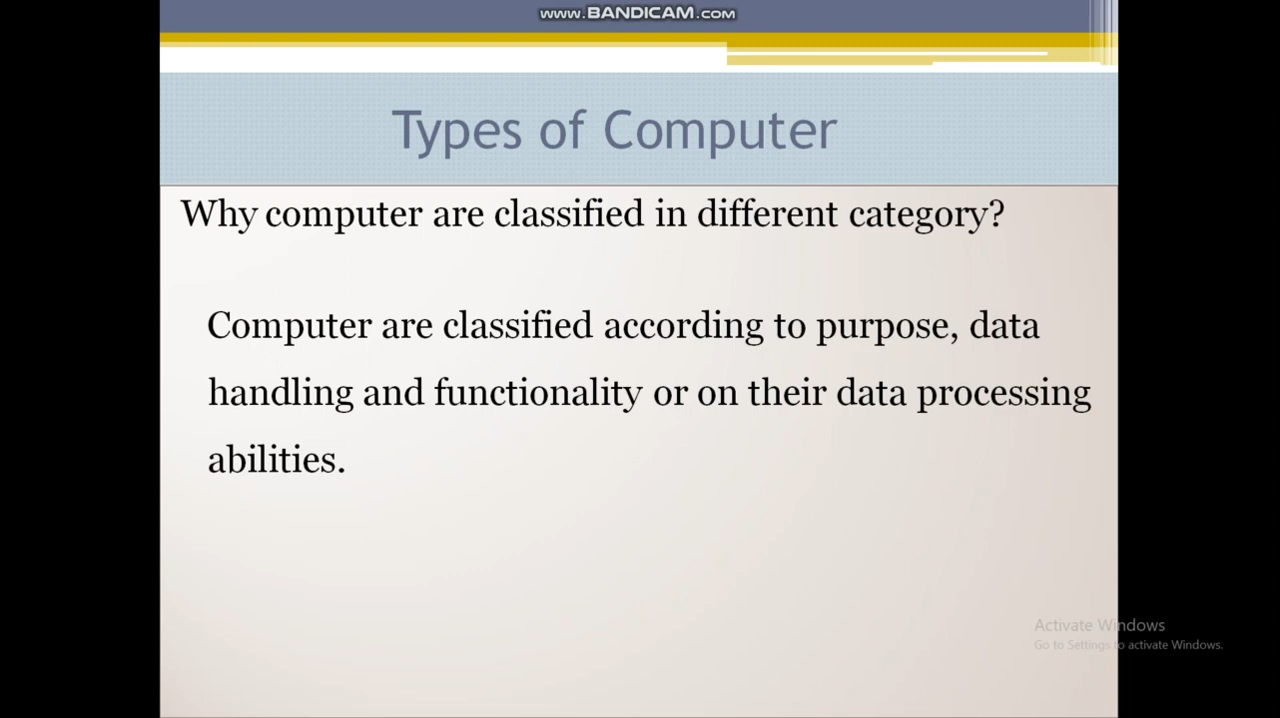 www.BANDICAM.com
Types of Computer
Why computer are classified in different category?
Computer are classified according to purpose, data
handling and functionality or on their data processing
abilities.
Activate Windows
Go to Settings to activate Windows.